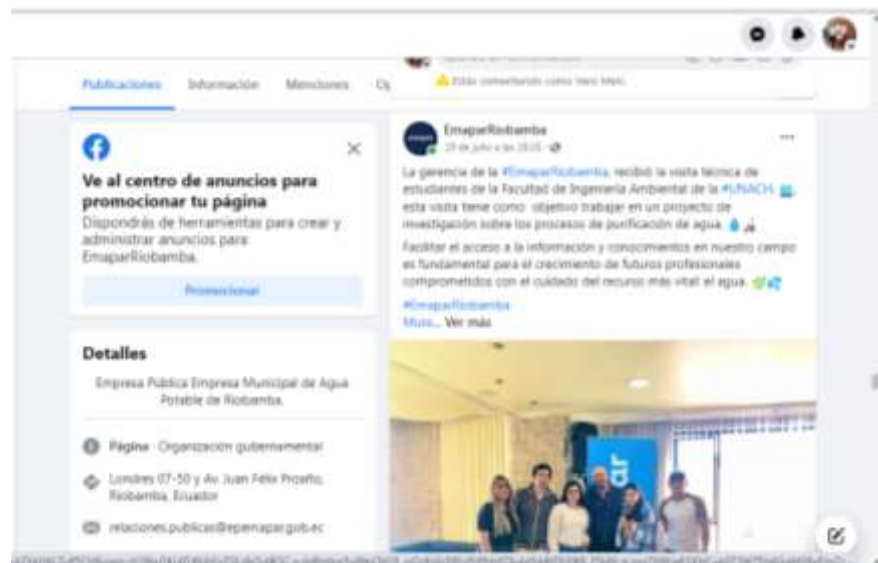 Publicaciones Información Menciones
Estás comentando como
Ve al centro de anuncios para
promocionar tu página
Dispondrás de herramientas para crear y
administrar anuncios para
EmaparRiobamba.
Promocionar
Detalles
Empresa Pública Empresa Municipal de Agua
Potable de Riobamba.
Página · Organización gubernamental
Londres 07-50 y Av. Juan Félix Proaño,
Riobamba, Ecuador
relaciones.publicas@epemapar.gob.ec
EmaparRiobamba
La gerencia de la #EmaparRiobamba, recibió la visita técnica de
estudiantes de la Facultad de Ingeniería Ambiental de la #UNACH
esta visita tiene como objetivo trabajar en un proyecto de
investigación sobre los procesos de purificación de agua.
Facilitar el acceso a la información y conocimientos en nuestro campo
es fundamental para el crecimiento de futuros profesionales
comprometidos con el cuidado del recurso más vital: el agua.
#EmaparRiobamba
Ver más